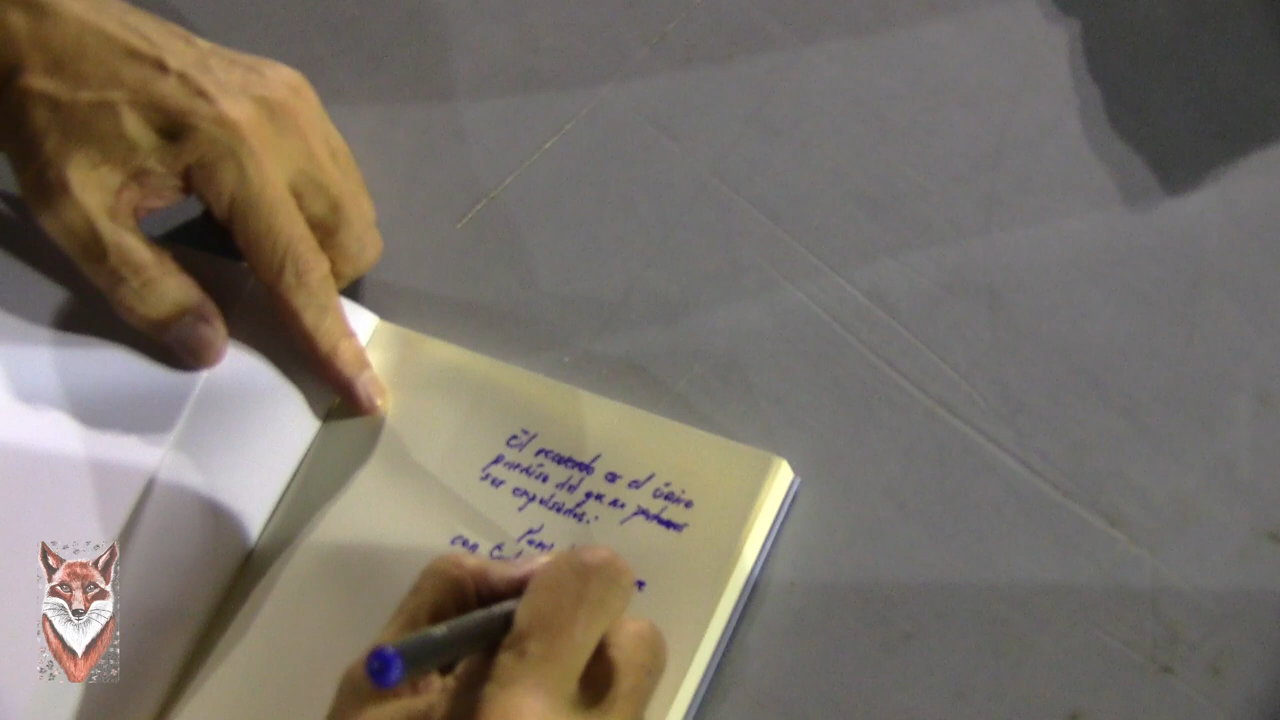 El recuerdo es el único
paraíso del que no podemos
ser expulsados.
Para
con